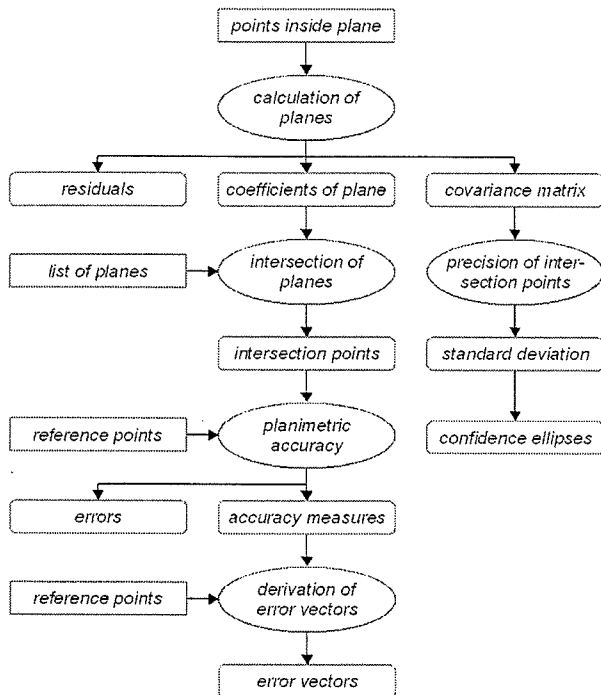 points inside plane
calculation of
planes
residuals
coefficients of plane
covariance matrix
list of planes
intersection of
planes
precision of inter-
section points
intersection points
standard deviation
reference points
planimetric
accuracy
confidence ellipses
errors
accuracy measures
reference points
derivation of
error vectors
error vectors